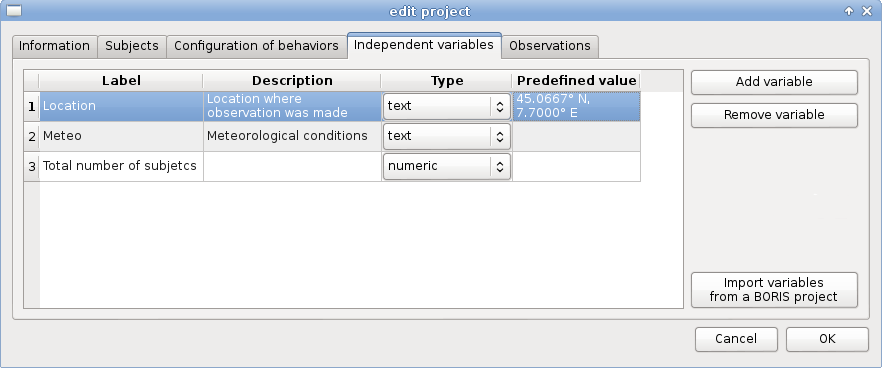 edit project
Information Subjects Configuration of behaviors Independent variables Observations
Label Description Type Predefined value
1 Location Location where observation was made text 45.0667° N, 7.7000° E
2 Meteo Meteorological conditions text
3 Total number of subjetcs numeric
Add variable
Remove variable
Import variables
from a BORIS project
Cancel OK